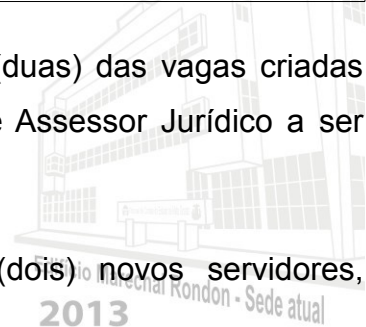 (duas) das vagas criadas
e Assessor Jurídico a ser
(dois) novos servidores,
Edifício Marechal Rondon - Sede atual
2013